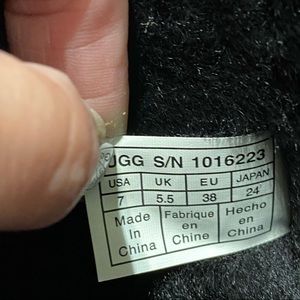 UGG S/N 1016223
USA UK EU JAPAN
7 5.5 38 24
Made Fabrique Hecho
In en en
China Chine China